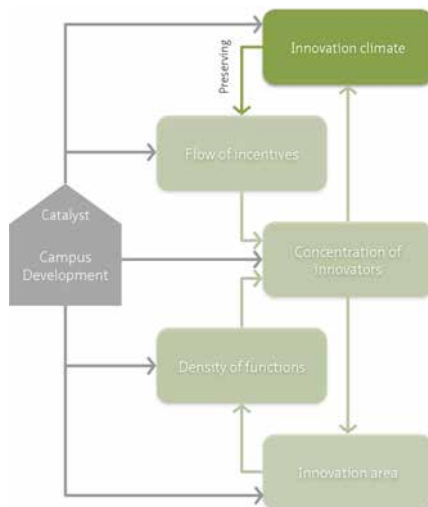 Innovation climate
Preserving
Flow of incentives
Catalyst
Campus
Development
Concentration of
innovators
Density of functions
Innovation area